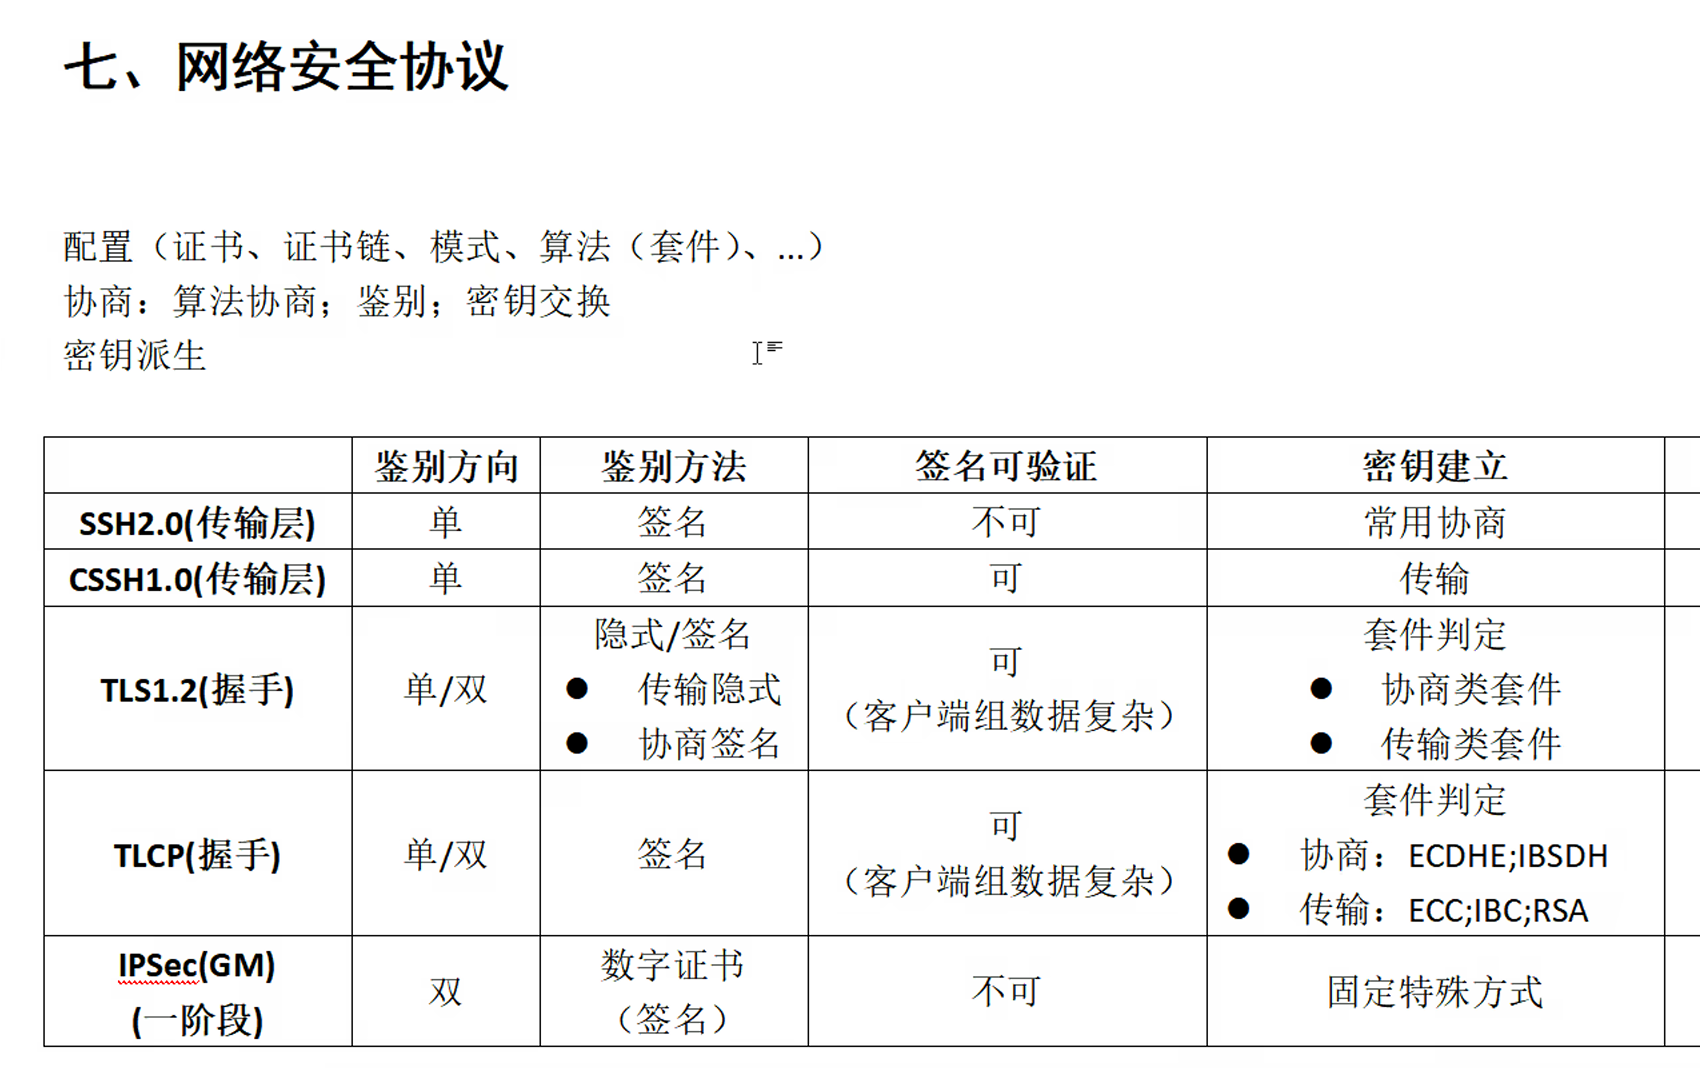 七、网络安全协议
配置（证书、证书链、模式、算法（套件）、...）
协商：算法协商；鉴别；密钥交换
密钥派生
鉴别方向 鉴别方法 签名可验证 密钥建立
SSH2.0(传输层) 单 签名 不可 常用协商
CSSH1.0(传输层) 单 签名 可 传输
TLS1.2(握手)
单/双
隐式/签名
● 传输隐式
● 协商签名
可
（客户端组数据复杂）
套件判定
● 协商类套件
● 传输类套件
TLCP(握手)
单/双
签名
可
（客户端组数据复杂）
套件判定
● 协商：ECDHE;IBSDH
● 传输：ECC;IBC;RSA
IPSec(GM)
(一阶段)
双
数字证书
（签名）
不可
固定特殊方式